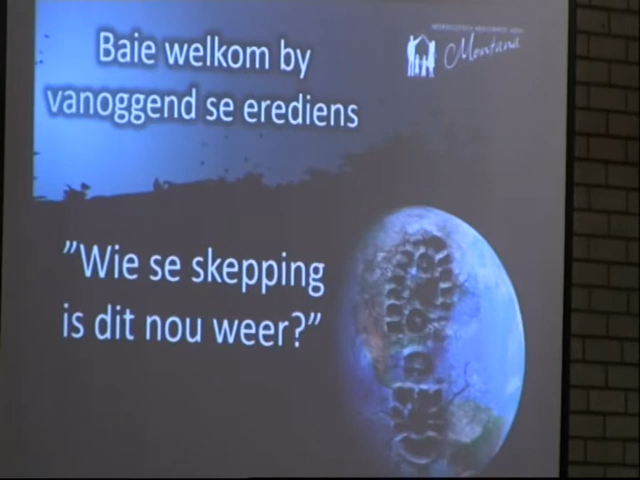 Baie welkom by
vanoggend se erediens
Montana
"Wie se skepping
is dit nou weer?"